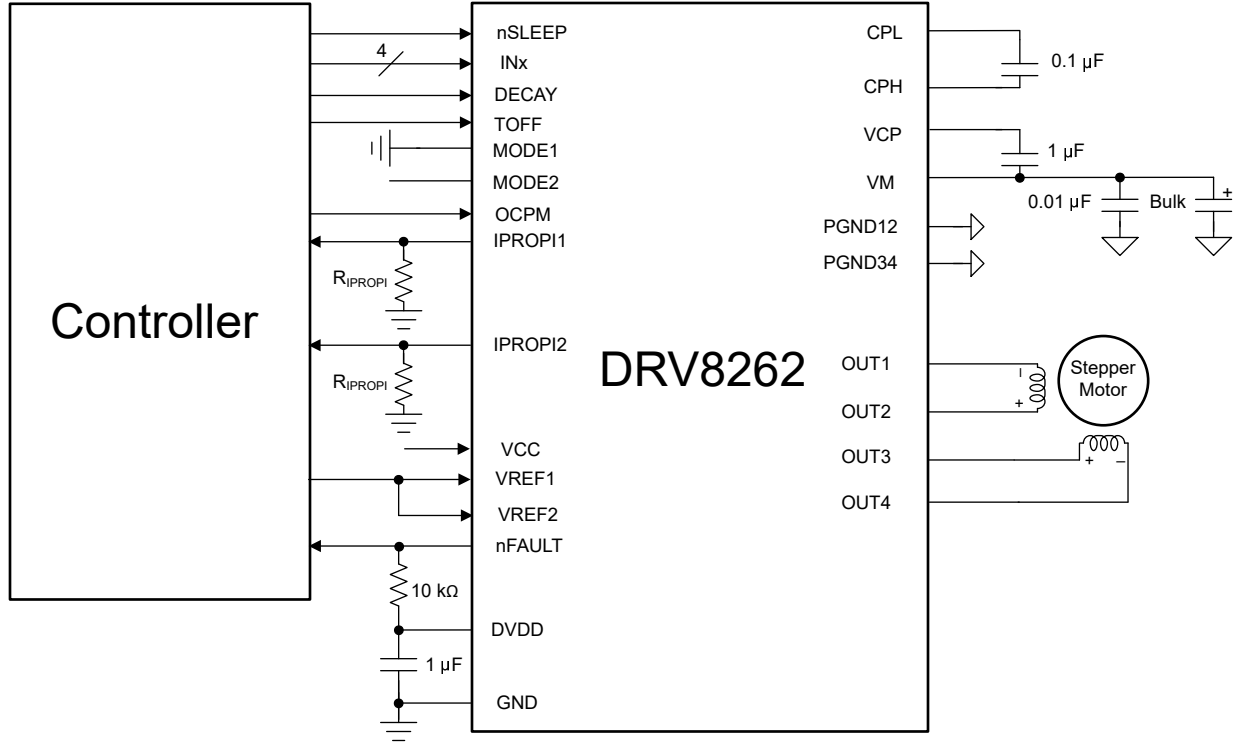 Controller
4
nSLEEP
INx
DECAY
TOFF
MODE1
MODE2
OCPM
IPROPI1
RIPROPI
IPROPI2
RIPROPI
VCC
VREF1
VREF2
nFAULT
10 kΩ
DVDD
1 µF
GND
DRV8262
CPL
0.1 µF
CPH
VCP
1 µF
VM
0.01 µF
Bulk
+
PGND12
PGND34
OUT1
–
+
OUT2
Stepper
Motor
OUT3
+
–
OUT4